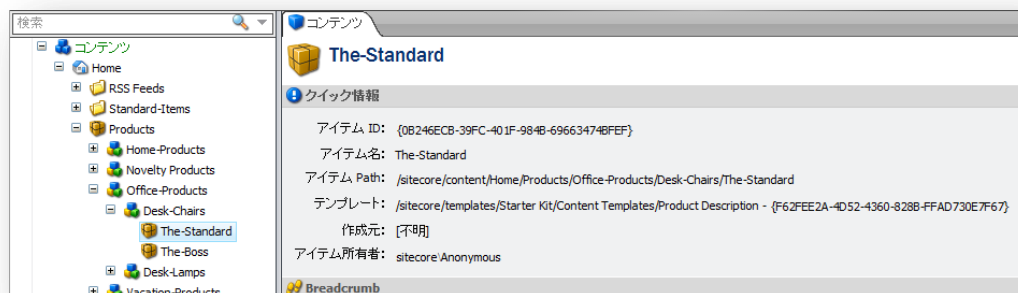 検索
コンテンツ
Home
RSS Feeds
Standard-Items
Products
Home-Products
Novelty Products
Office-Products
Desk-Chairs
The-Standard
The-Boss
Desk-Lamps
Vacation-Products
コンテンツ
The-Standard
クイック情報
アイテム ID: {0B246ECB-39FC-401F-984B-69663474BFEF}
アイテム名: The-Standard
アイテム Path: /sitecore/content/Home/Products/Office-Products/Desk-Chairs/The-Standard
テンプレート: /sitecore/templates/Starter Kit/Content Templates/Product Description - {F62FEE2A-4D52-4360-828B-FFAD730E7F67}
作成元: [不明]
アイテム所有者: sitecore\Anonymous
Breadcrumb